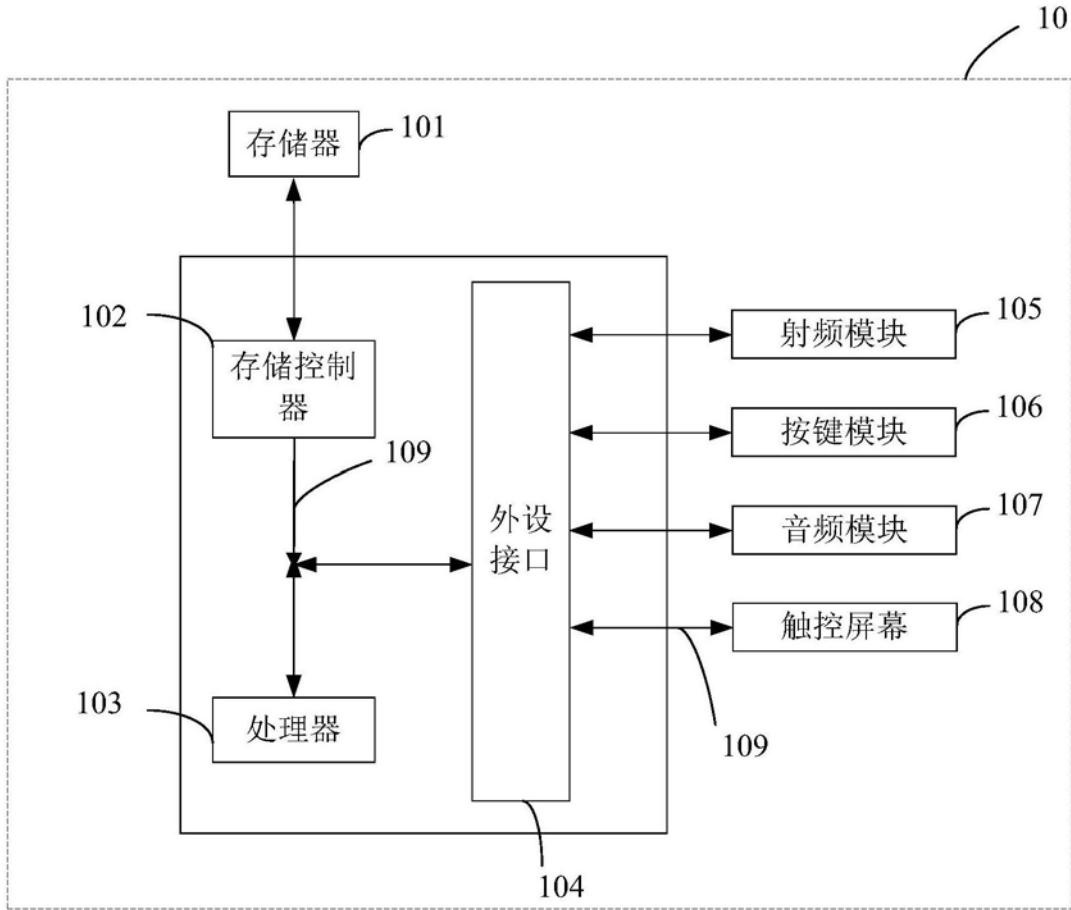 10
存储器
101
102
存储控制
器
109
103
处理器
外设
接口
104
射频模块
105
按键模块
106
音频模块
107
触控屏幕
108
109